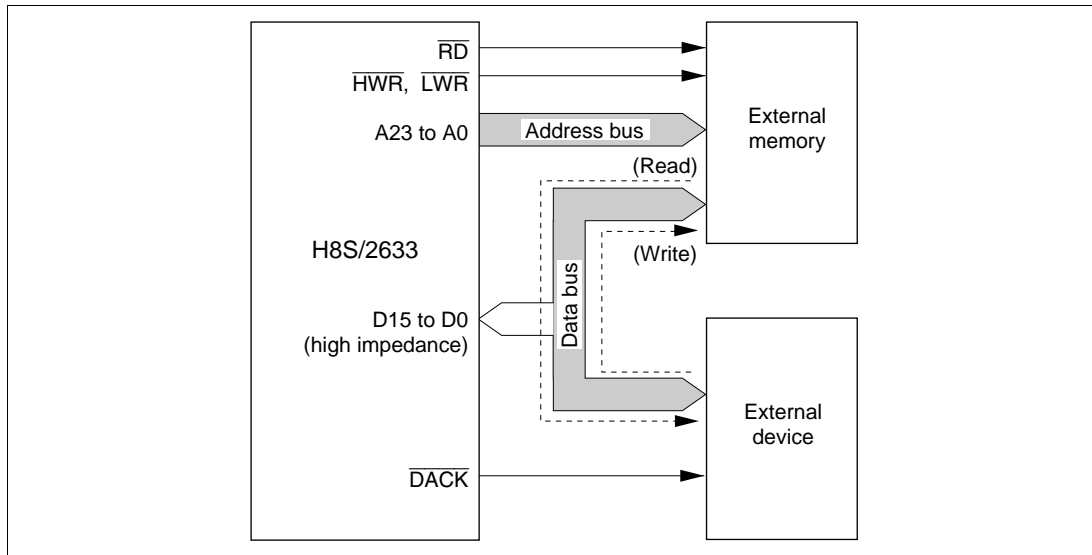 RD
HWR, LWR
A23 to A0
Address bus
External
memory
(Read)
(Write)
H8S/2633
Data bus
D15 to D0
(high impedance)
External
device
DACK